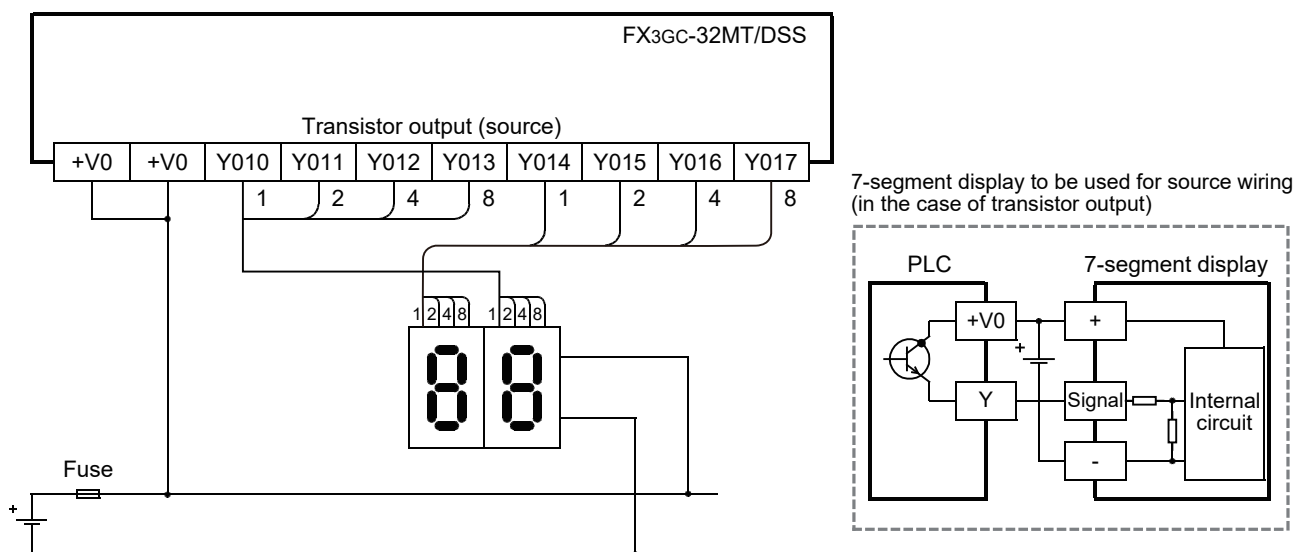 FX3GC-32MT/DSS
Transistor output (source)
+V0 +V0 Y010 Y011 Y012 Y013 Y014 Y015 Y016 Y017
1 2 4 8 1 2 4 8
1 2 4 8 1 2 4 8
Fuse
+
7-segment display to be used for source wiring
(in the case of transistor output)
PLC 7-segment display
+V0 +
+
Y Signal Internal
circuit
-